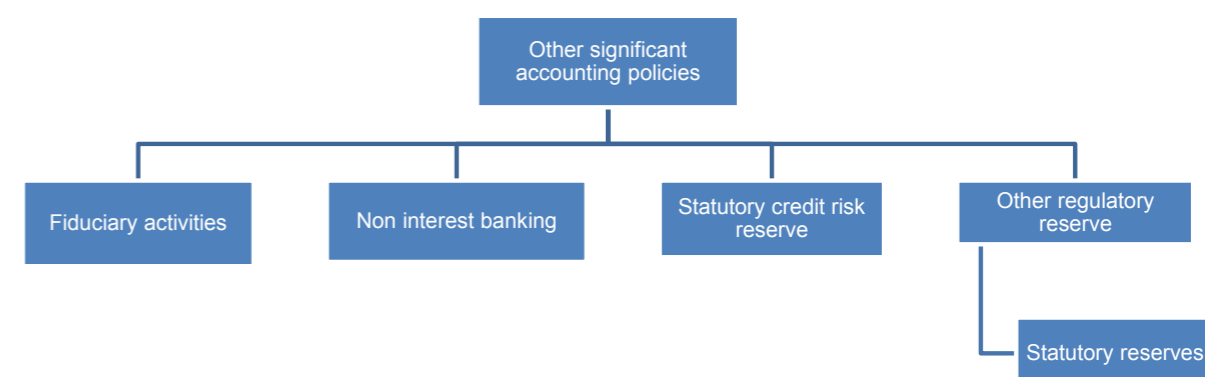 Other significant
accounting policies
Fiduciary activities
Non interest banking
Statutory credit risk
reserve
Other regulatory
reserve
Statutory reserves